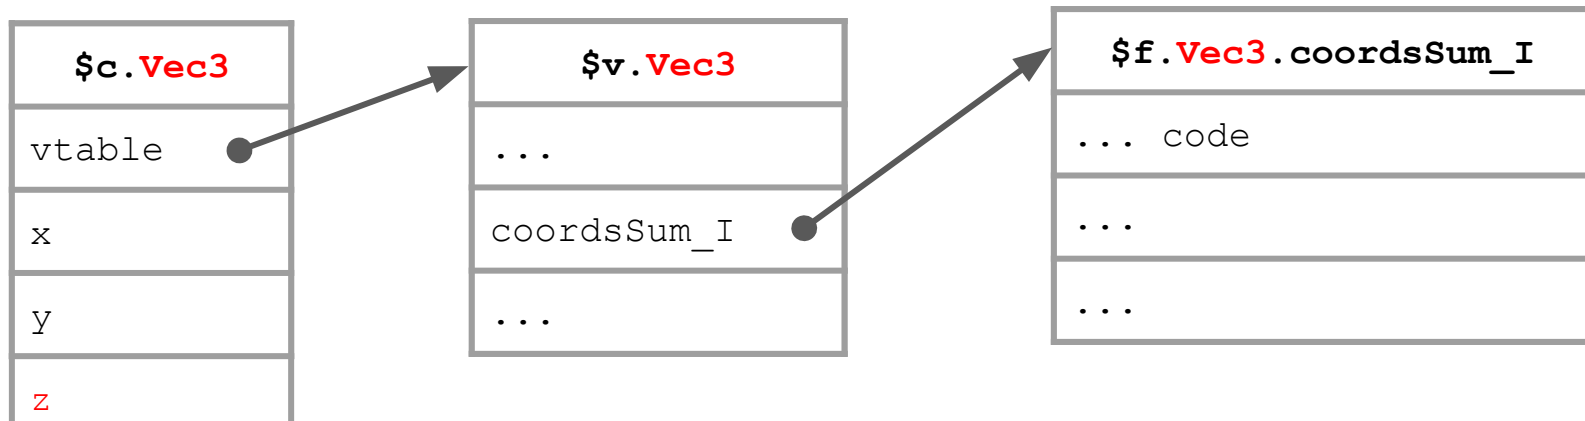 $c.Vec3
vtable
x
y
z
$v.Vec3
...
coordsSum_I
...
$f.Vec3.coordsSum_I
... code
...
...